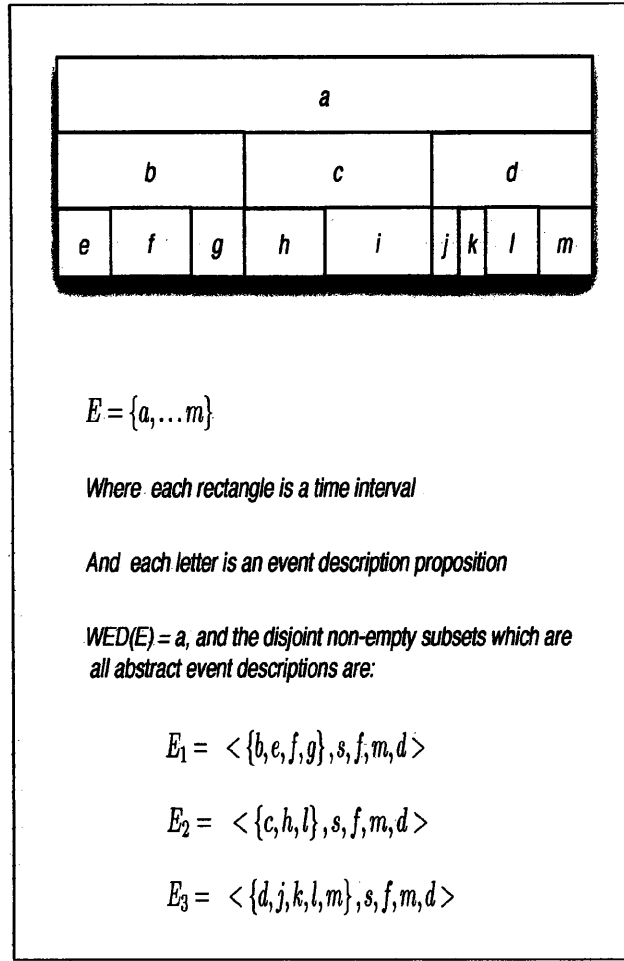 a
b c d
e f g h i j k l m
E = {a,...m}
Where each rectangle is a time interval
And each letter is an event description proposition
WED(E) = a, and the disjoint non-empty subsets which are
all abstract event descriptions are:
E₁ = <{b,e,f,g},s,f,m,d>
E₂ = <{c,h,l},s,f,m,d>
E₃ = <{d,j,k,l,m},s,f,m,d>